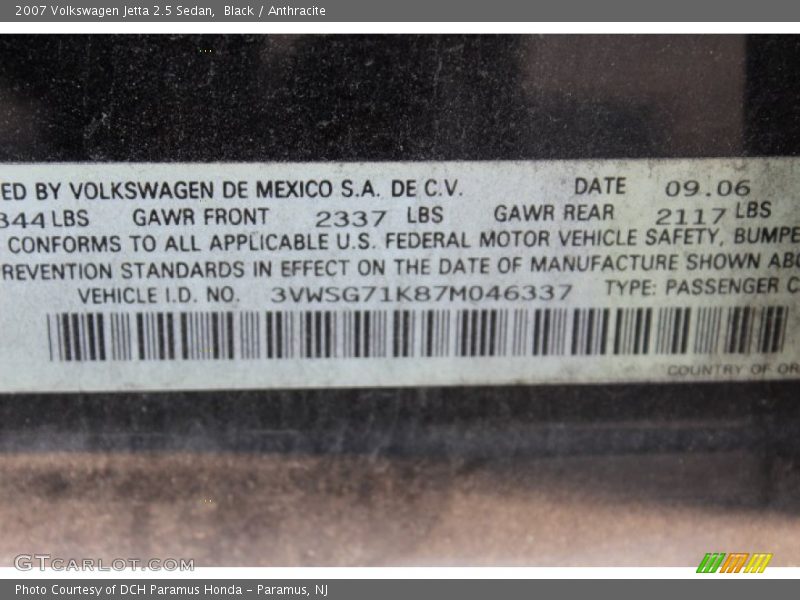 2007 Volkswagen Jetta 2.5 Sedan, Black / Anthracite
ED BY VOLKSWAGEN DE MEXICO S.A. DE C.V. DATE 09.06
344 LBS GAWR FRONT 2337 LBS GAWR REAR 2117 LBS
CONFORMS TO ALL APPLICABLE U.S. FEDERAL MOTOR VEHICLE SAFETY, BUMPE
REVENTION STANDARDS IN EFFECT ON THE DATE OF MANUFACTURE SHOWN ABO
VEHICLE I.D. NO. 3VWSG71K87M046337 TYPE: PASSENGER C
COUNTRY OF OR
GTCARLOT.COM
Photo Courtesy of DCH Paramus Honda - Paramus, NJ